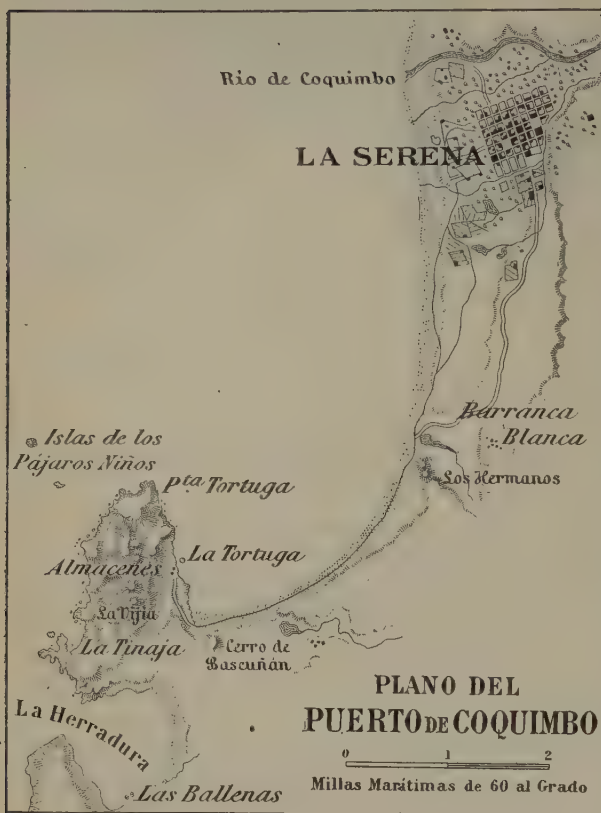 Rio de Coquimbo
LA SERENA
Barranca
Blanca
Islas de los
Pájaros Niños
Los Hermanos
Pta Tortuga
La Tortuga
Almacenes
La Vijia
Cerro de
Bascuñán
La Tinaja
PLANO DEL
PUERTO DE COQUIMBO
0 1 2
Millas Marítimas de 60 al Grado
La Herradura
Las Ballenas